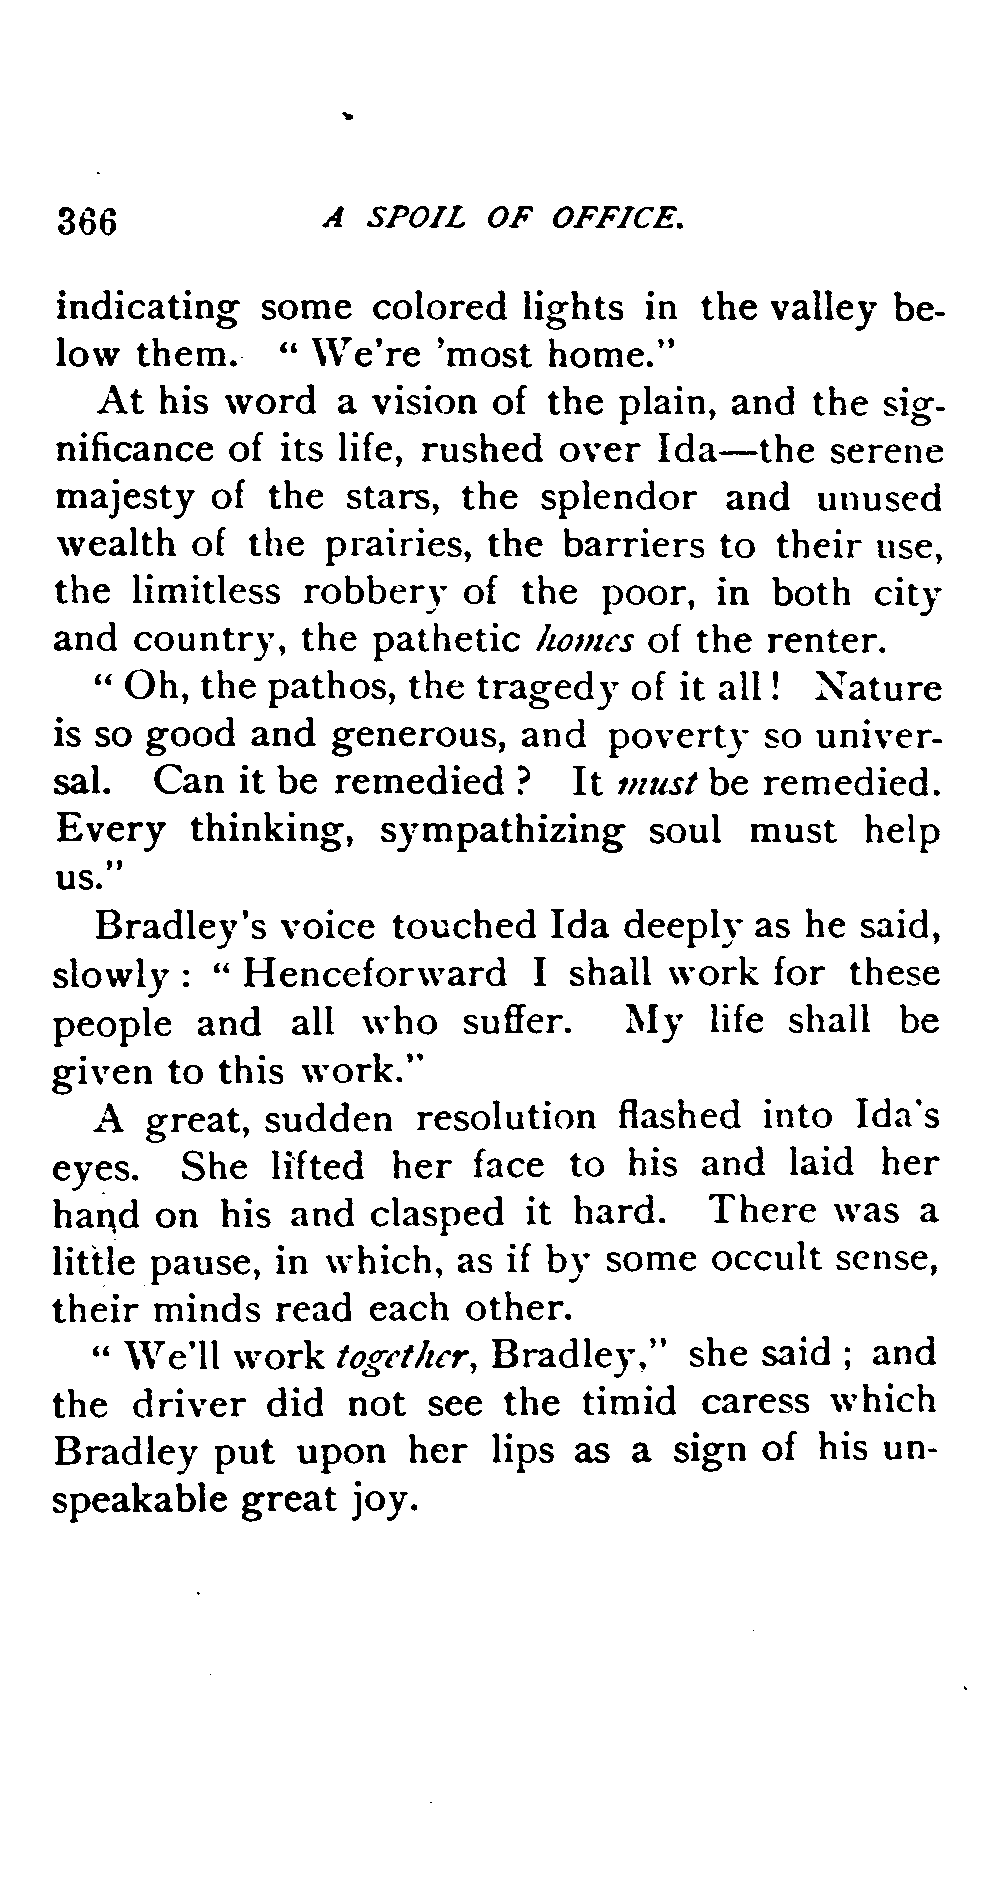 366 A SPOIL OF OFFICE.
indicating some colored lights in the valley be-
low them. “ We’re ’most home.”
At his word a vision of the plain, and the sig-
nificance of its life, rushed over Ida—the serene
majesty of the stars, the splendor and unused
wealth of the prairies, the barriers to their use,
the limitless robbery of the poor, in both city
and country, the pathetic homes of the renter.
“ Oh, the pathos, the tragedy of it all ! Nature
is so good and generous, and poverty so univer-
sal. Can it be remedied ? It must be remedied.
Every thinking, sympathizing soul must help
us.”
Bradley’s voice touched Ida deeply as he said,
slowly : “ Henceforward I shall work for these
people and all who suffer. My life shall be
given to this work.”
A great, sudden resolution flashed into Ida’s
eyes. She lifted her face to his and laid her
hand on his and clasped it hard. There was a
little pause, in which, as if by some occult sense,
their minds read each other.
“ We’ll work together, Bradley,” she said ; and
the driver did not see the timid caress which
Bradley put upon her lips as a sign of his un-
speakable great joy.